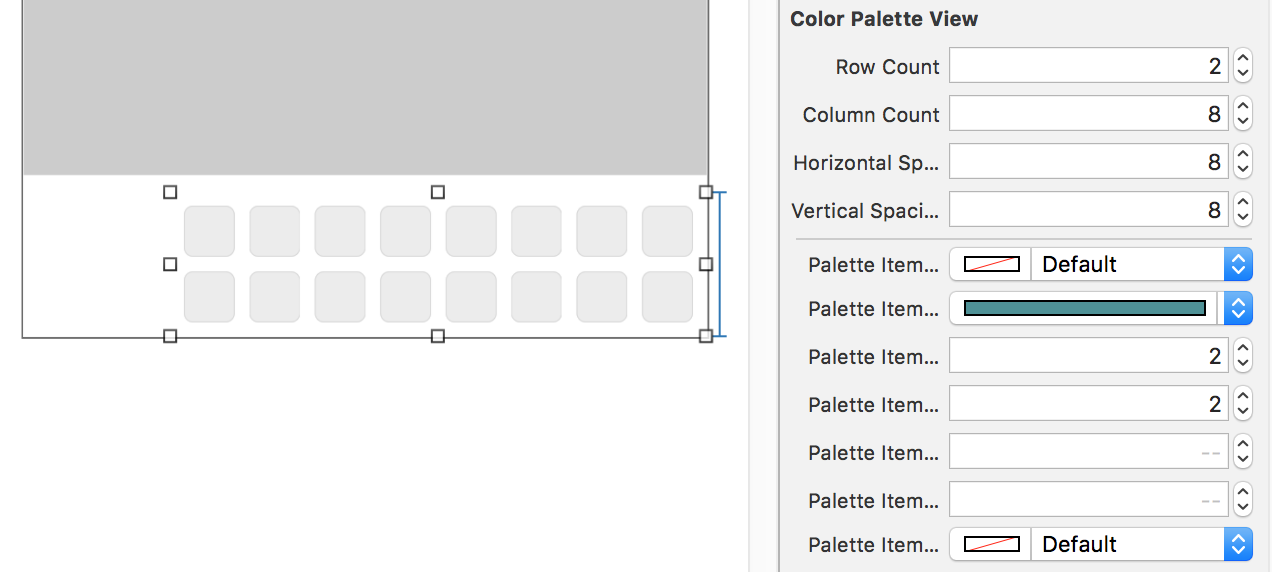 Color Palette View
Row Count 2
Column Count 8
Horizontal Sp... 8
Vertical Spaci... 8
Palette Item... Default
Palette Item...
Palette Item... 2
Palette Item... 2
Palette Item... --
Palette Item... --
Palette Item... Default